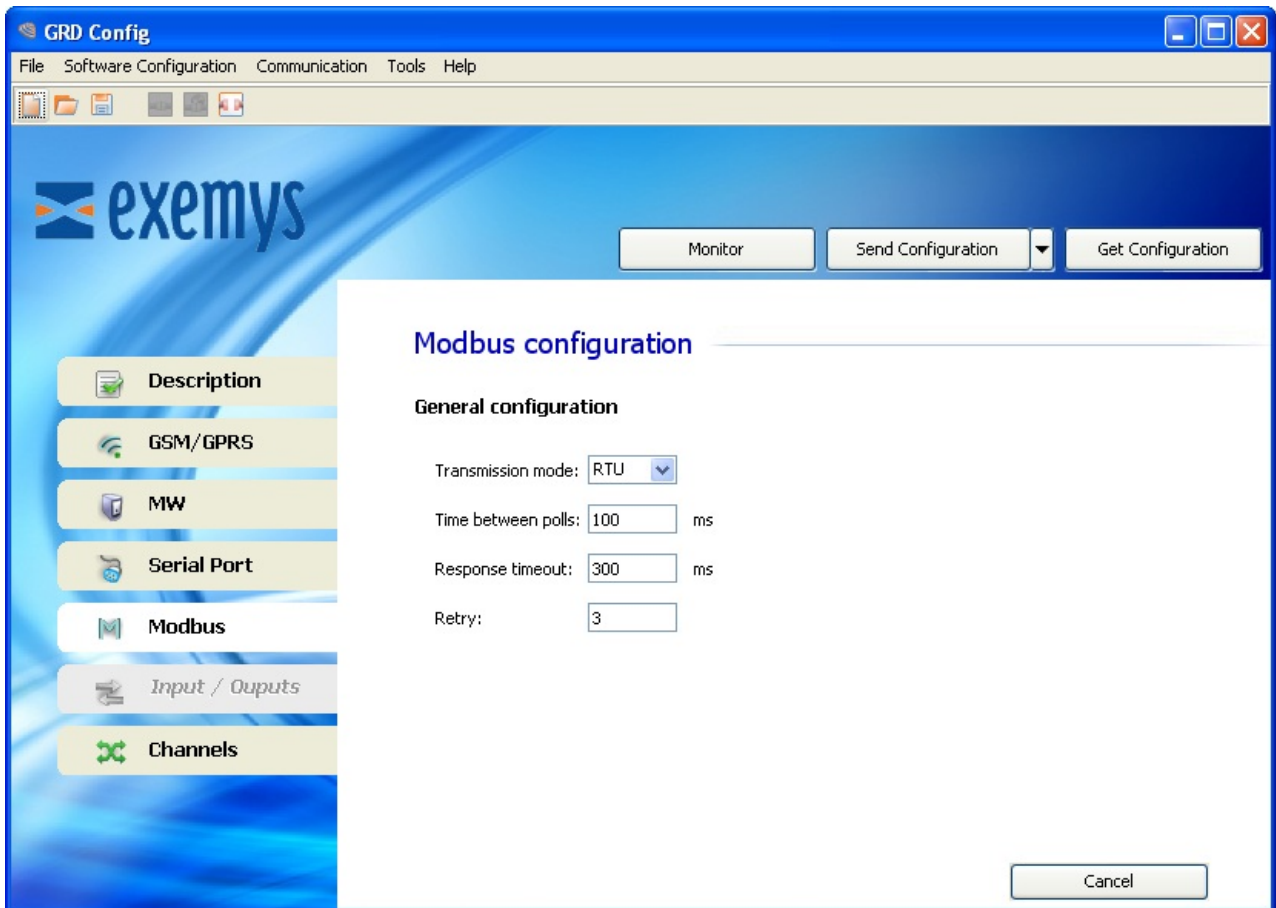 GRD Config
File Software Configuration Communication Tools Help
exemys
Monitor
Send Configuration
Get Configuration
Modbus configuration
Description
General configuration
GSM/GPRS
Transmission mode: RTU
MW
Time between polls: 100 ms
Serial Port
Response timeout: 300 ms
Modbus
Retry: 3
Input / Ouputs
Channels
Cancel